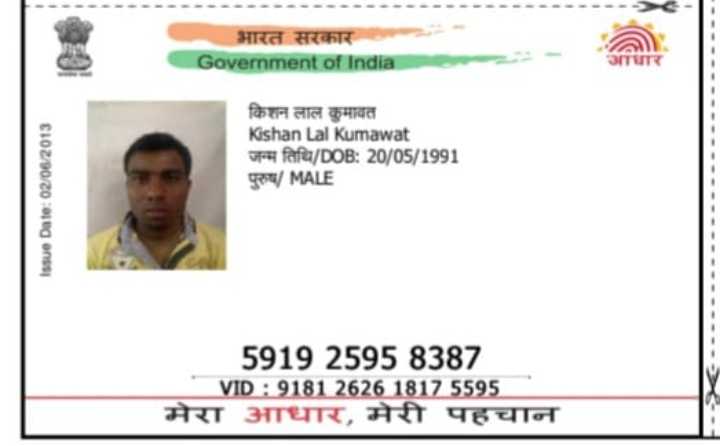 भारत सरकार
Government of India
आधार
Issue Date: 02/06/2013
किशन लाल कुमावत
Kishan Lal Kumawat
जन्म तिथि/DOB: 20/05/1991
पुरुष/ MALE
5919 2595 8387
VID : 9181 2626 1817 5595
मेरा आधार, मेरी पहचान